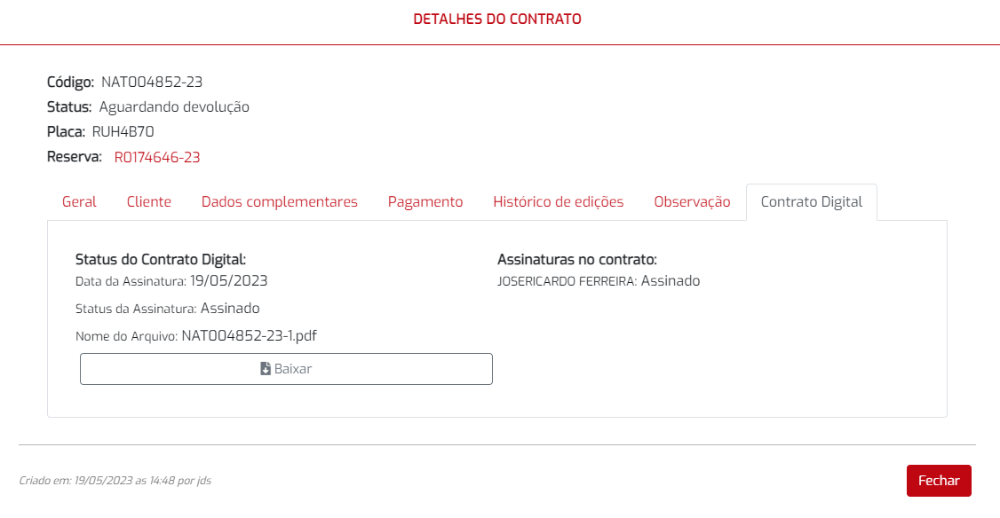 DETALHES DO CONTRATO
Código: NAT004852-23
Status: Aguardando devolução
Placa: RUH4B70
Reserva: R0174646-23
Geral Cliente Dados complementares Pagamento Histórico de edições Observação Contrato Digital
Status do Contrato Digital:
Data da Assinatura: 19/05/2023
Status da Assinatura: Assinado
Nome do Arquivo: NAT004852-23-1.pdf
Baixar
Assinaturas no contrato:
JOSERICARDO FERREIRA: Assinado
Criado em: 19/05/2023 as 14:48 por jds
Fechar